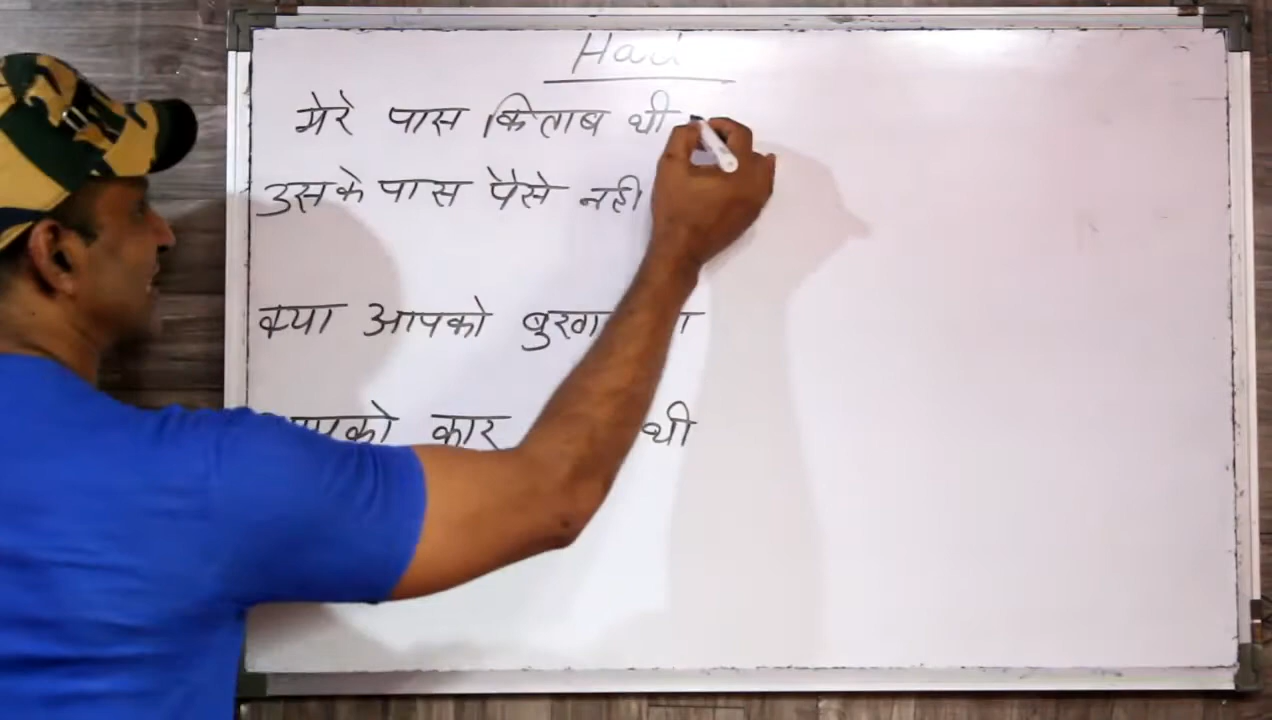 Had
मेरे पास किताब थी
उसके पास पैसे नही
क्या आपको
कार थी